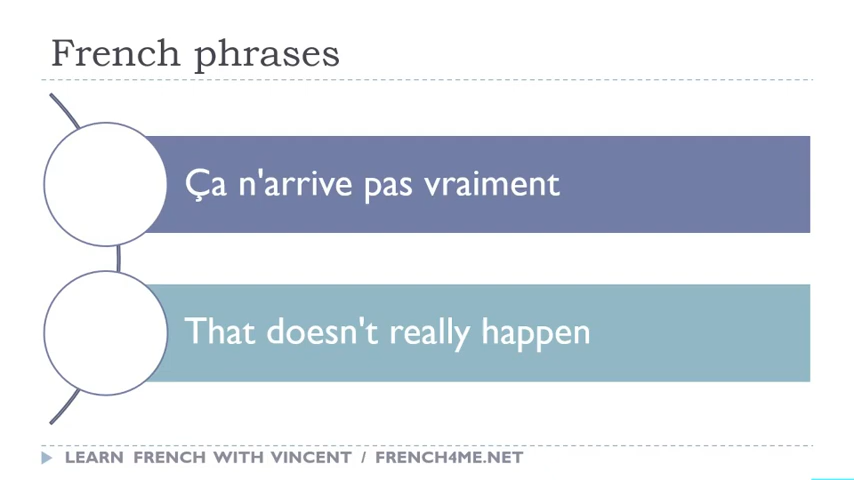 French phrases
Ça n'arrive pas vraiment
That doesn't really happen
LEARN FRENCH WITH VINCENT / FRENCH4ME.NET